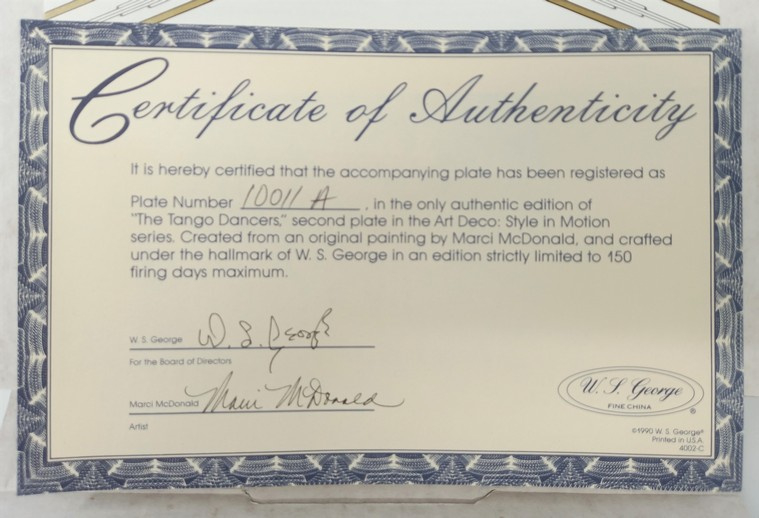 Certificate of Authenticity
It is hereby certified that the accompanying plate has been registered as
Plate Number 10011 A, in the only authentic edition of
"The Tango Dancers," second plate in the Art Deco: Style in Motion
series. Created from an original painting by Marci McDonald, and crafted
under the hallmark of W. S. George in an edition strictly limited to 150
firing days maximum.
W. S. George W. S. George
For the Board of Directors
Marci McDonald Marci McDonald
Artist
W. S. George
FINE CHINA
®
©1990 W. S. George®
Printed in U.S.A.
4002-C